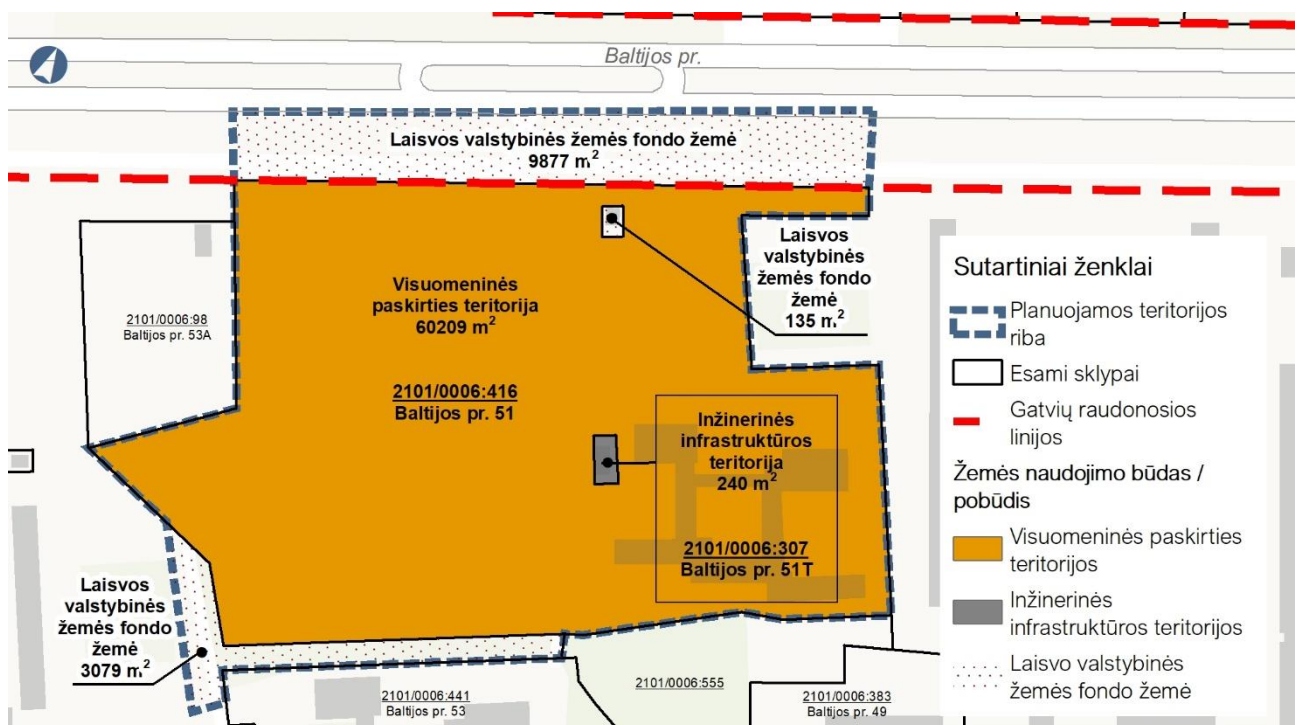 Baltijos pr.
Laisvos valstybinės žemės fondo žemė
9877 m²
Laisvos
valstybinės
žemės fondo
žemė
135 m²
Visuomeninės
paskirties teritorija
60209 m²
2101/0006:98
Baltijos pr. 53A
2101/0006:416
Baltijos pr. 51
Inžinerinės
infrastruktūros
teritorija
240 m²
2101/0006:307
Baltijos pr. 51T
Laisvos
valstybinės
žemės fondo
žemė
3079 m²
2101/0006:441
Baltijos pr. 53
2101/0006:555
2101/0006:383
Baltijos pr. 49
Sutartiniai ženklai
Planuojamos teritorijos
riba
Esami sklypai
Gatvių raudonosios
linijos
Žemės naudojimo būdas /
pobūdis
Visuomeninės paskirties
teritorijos
Inžinerinės
infrastruktūros teritorijos
Laisvo valstybinės
žemės fondo žemė